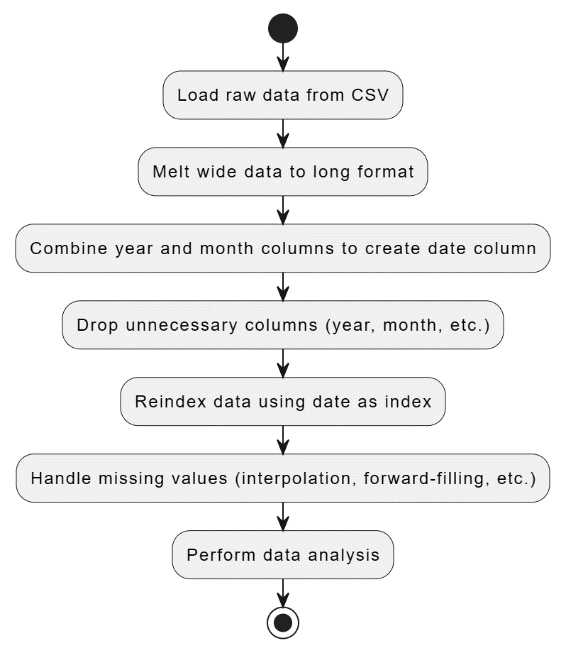 Load raw data from CSV
Melt wide data to long format
Combine year and month columns to create date column
Drop unnecessary columns (year, month, etc.)
Reindex data using date as index
Handle missing values (interpolation, forward-filling, etc.)
Perform data analysis